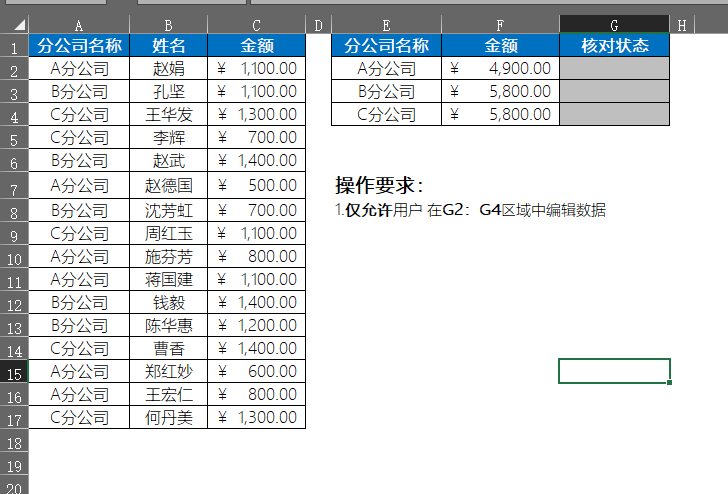 A B C D E F G H
1 分公司名称 姓名 金额 分公司名称 金额 核对状态
2 A分公司 赵娟 ¥ 1,100.00 A分公司 ¥ 4,900.00
3 B分公司 孔坚 ¥ 1,100.00 B分公司 ¥ 5,800.00
4 C分公司 王华发 ¥ 1,300.00 C分公司 ¥ 5,800.00
5 C分公司 李辉 ¥ 700.00
6 B分公司 赵武 ¥ 1,400.00
7 A分公司 赵德国 ¥ 500.00 操作要求：
8 B分公司 沈芳虹 ¥ 700.00 1.仅允许用户 在G2：G4区域中编辑数据
9 C分公司 周红玉 ¥ 1,100.00
10 A分公司 施芬芳 ¥ 800.00
11 A分公司 蒋国建 ¥ 1,100.00
12 B分公司 钱毅 ¥ 1,400.00
13 B分公司 陈华惠 ¥ 1,200.00
14 C分公司 曹香 ¥ 1,400.00
15 A分公司 郑红妙 ¥ 600.00
16 A分公司 王宏仁 ¥ 800.00
17 C分公司 何丹美 ¥ 1,300.00
18
19
20